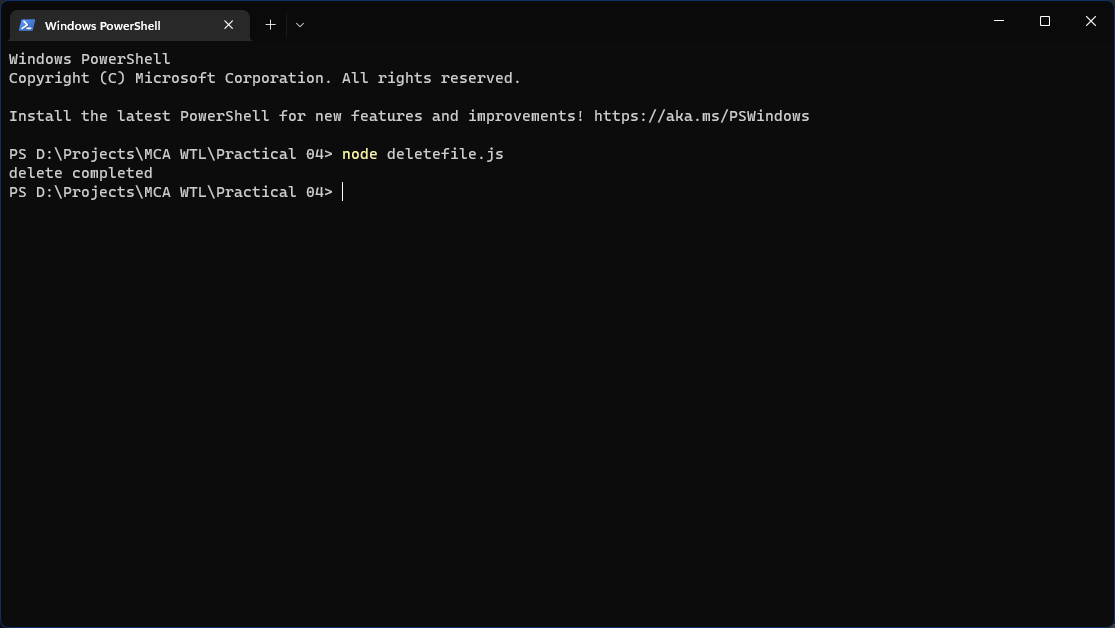 Windows PowerShell
Windows PowerShell
Copyright (C) Microsoft Corporation. All rights reserved.
Install the latest PowerShell for new features and improvements! https://aka.ms/PSWindows
PS D:\Projects\MCA WTL\Practical 04> node deletefile.js
delete completed
PS D:\Projects\MCA WTL\Practical 04>